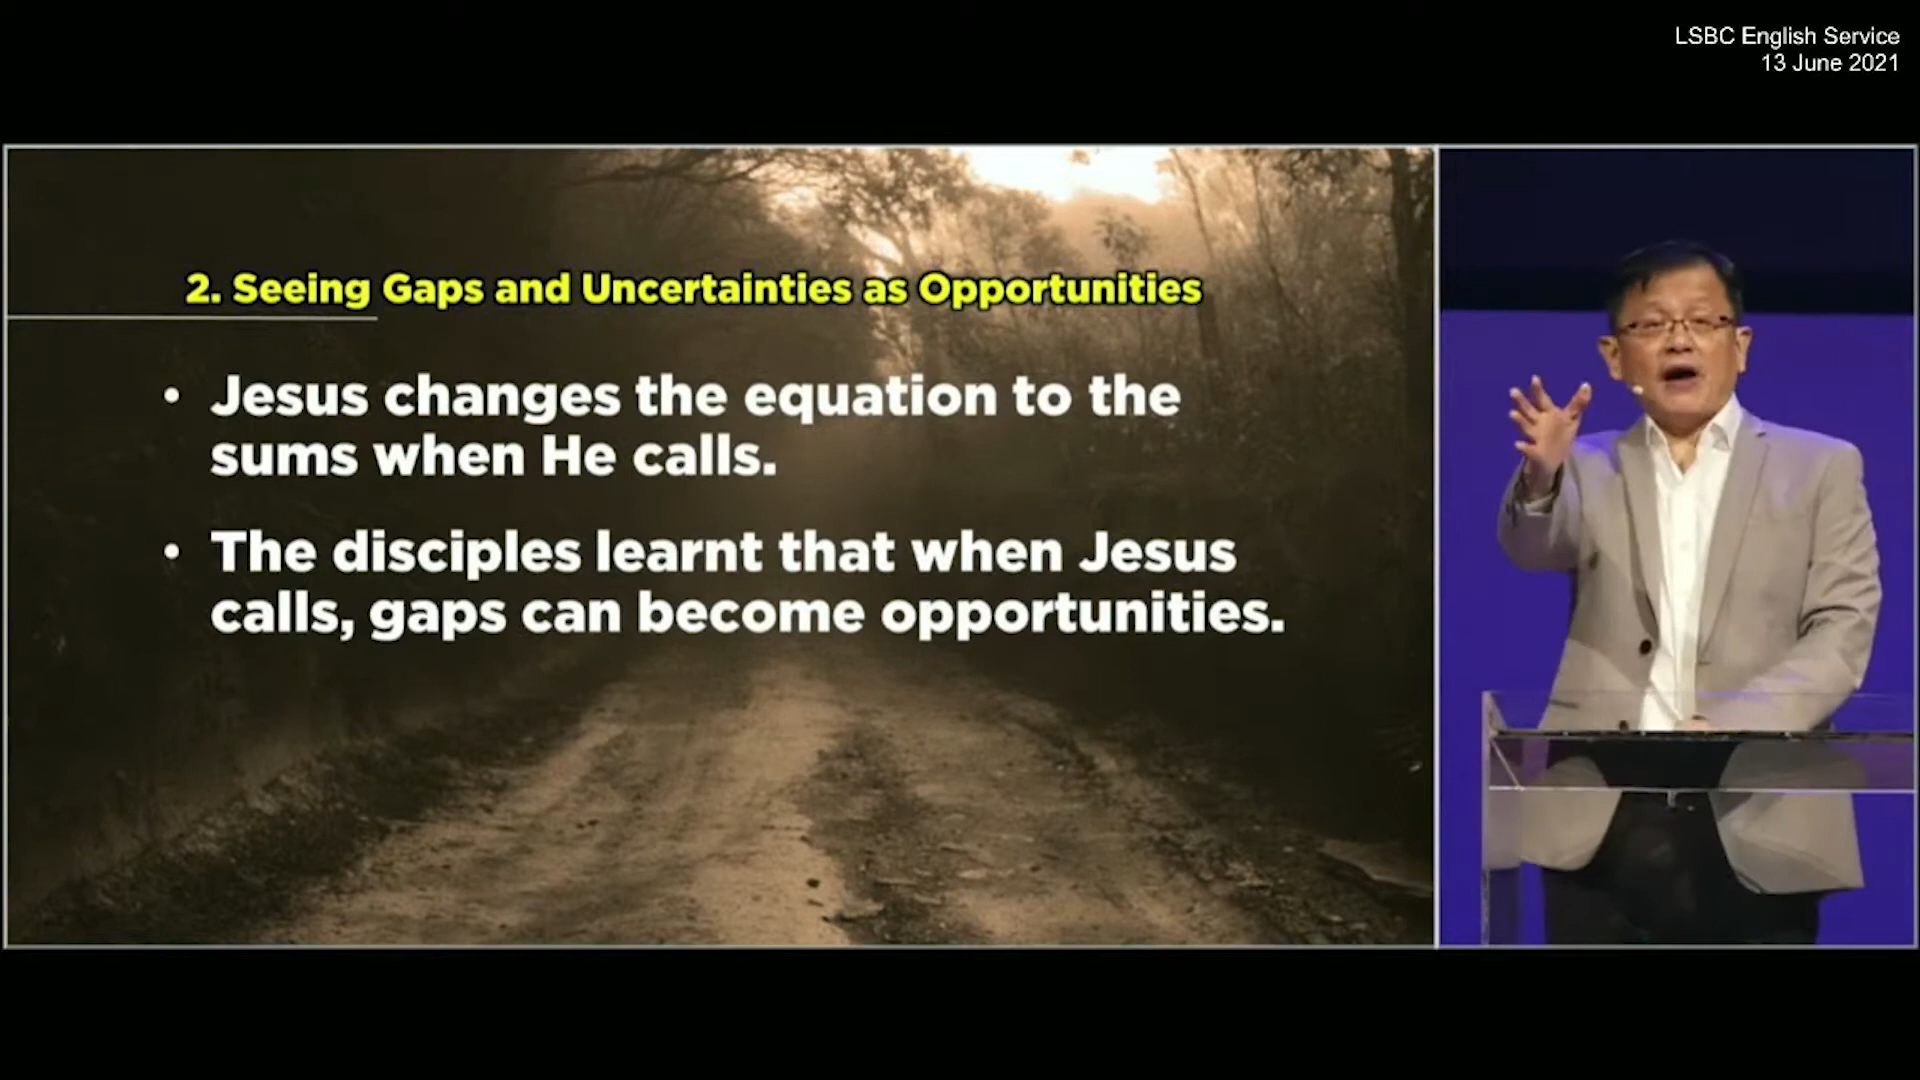 LSBC English Service
13 June 2021
2. Seeing Gaps and Uncertainties as Opportunities
• Jesus changes the equation to the
sums when He calls.
• The disciples learnt that when Jesus
calls, gaps can become opportunities.